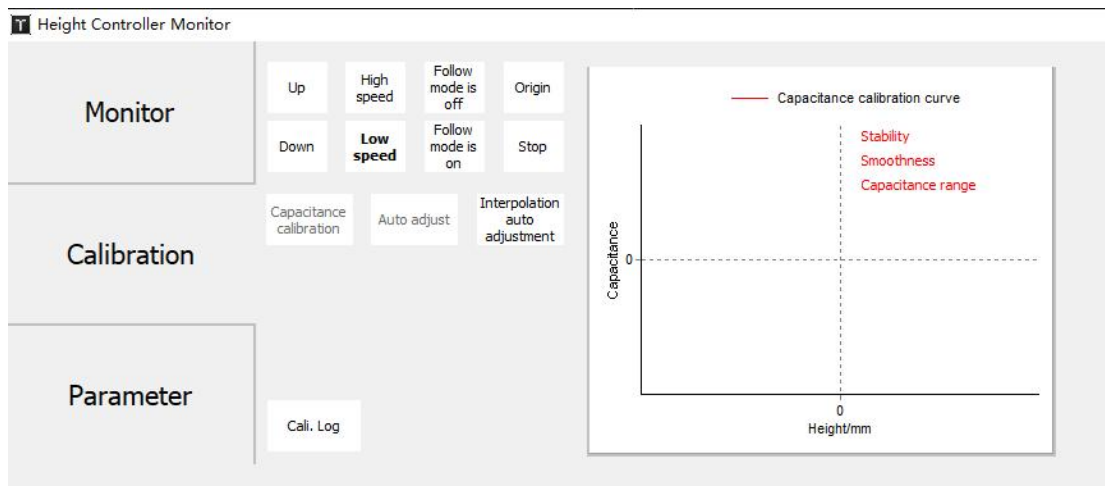 Height Controller Monitor
Monitor
Calibration
Parameter
Up
High
speed
Follow
mode is
off
Origin
Down
Low
speed
Follow
mode is
on
Stop
Capacitance
calibration
Auto adjust
Interpolation
auto
adjustment
Cali. Log
Capacitance calibration curve
Stability
Smoothness
Capacitance range
Capacitance
0
0
Height/mm